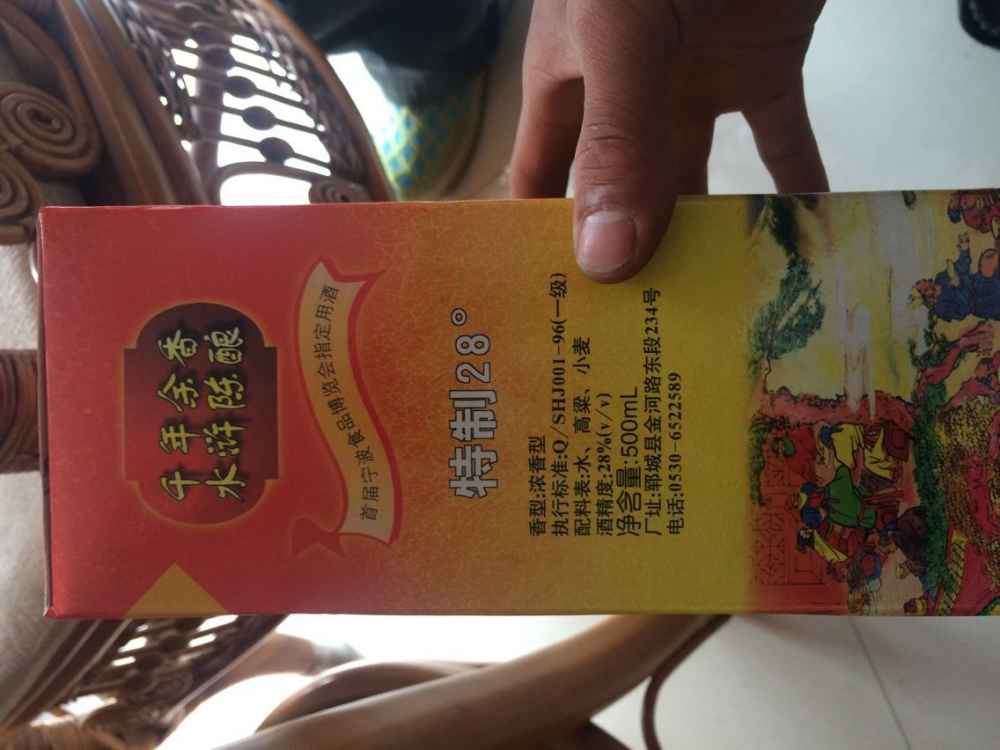 千年余香
水浒陈酿
首届宁波食品博览会指定用酒
特制28°
香型:浓香型
执行标准:Q/SHJ001-96(一级)
配料表:水、高粱、小麦
酒精度:28%(v/v)
净含量:500mL
厂址:郓城县金河路东段234号
电话:0530-6522589